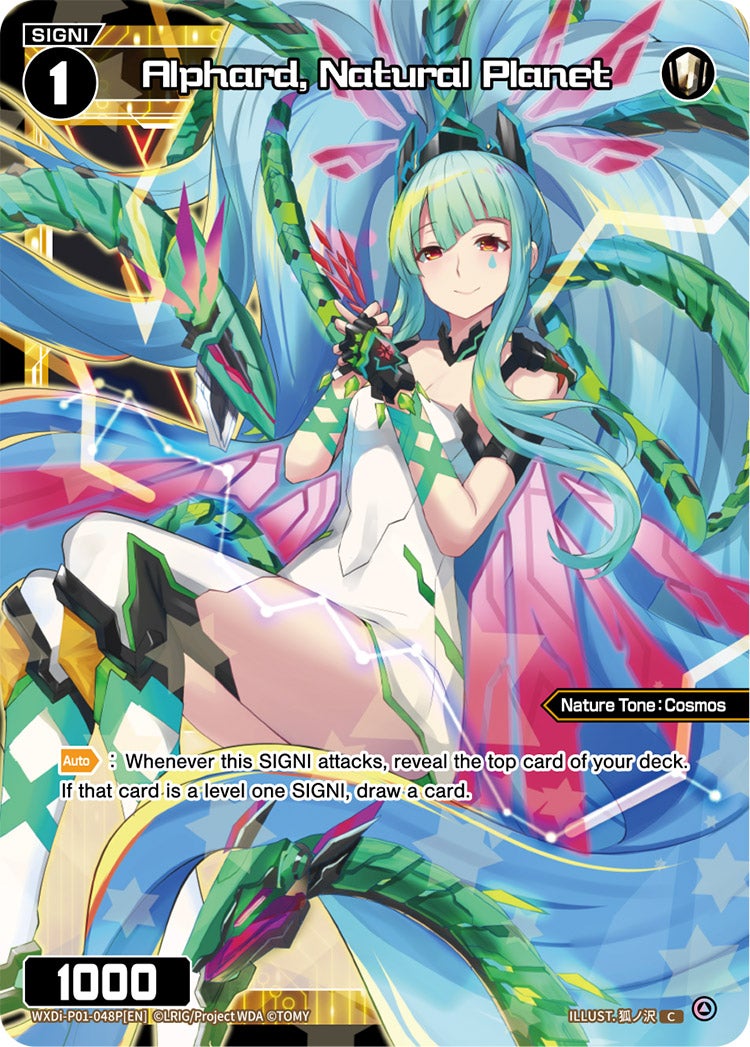 SIGNI
1
Alphard, Natural Planet
Nature Tone：Cosmos
Auto ：Whenever this SIGNI attacks, reveal the top card of your deck.
If that card is a level one SIGNI, draw a card.
1000
WXDi-P01-048P[EN] ©LRIG/Project WDA ©TOMY
ILLUST. 狐ノ沢 C